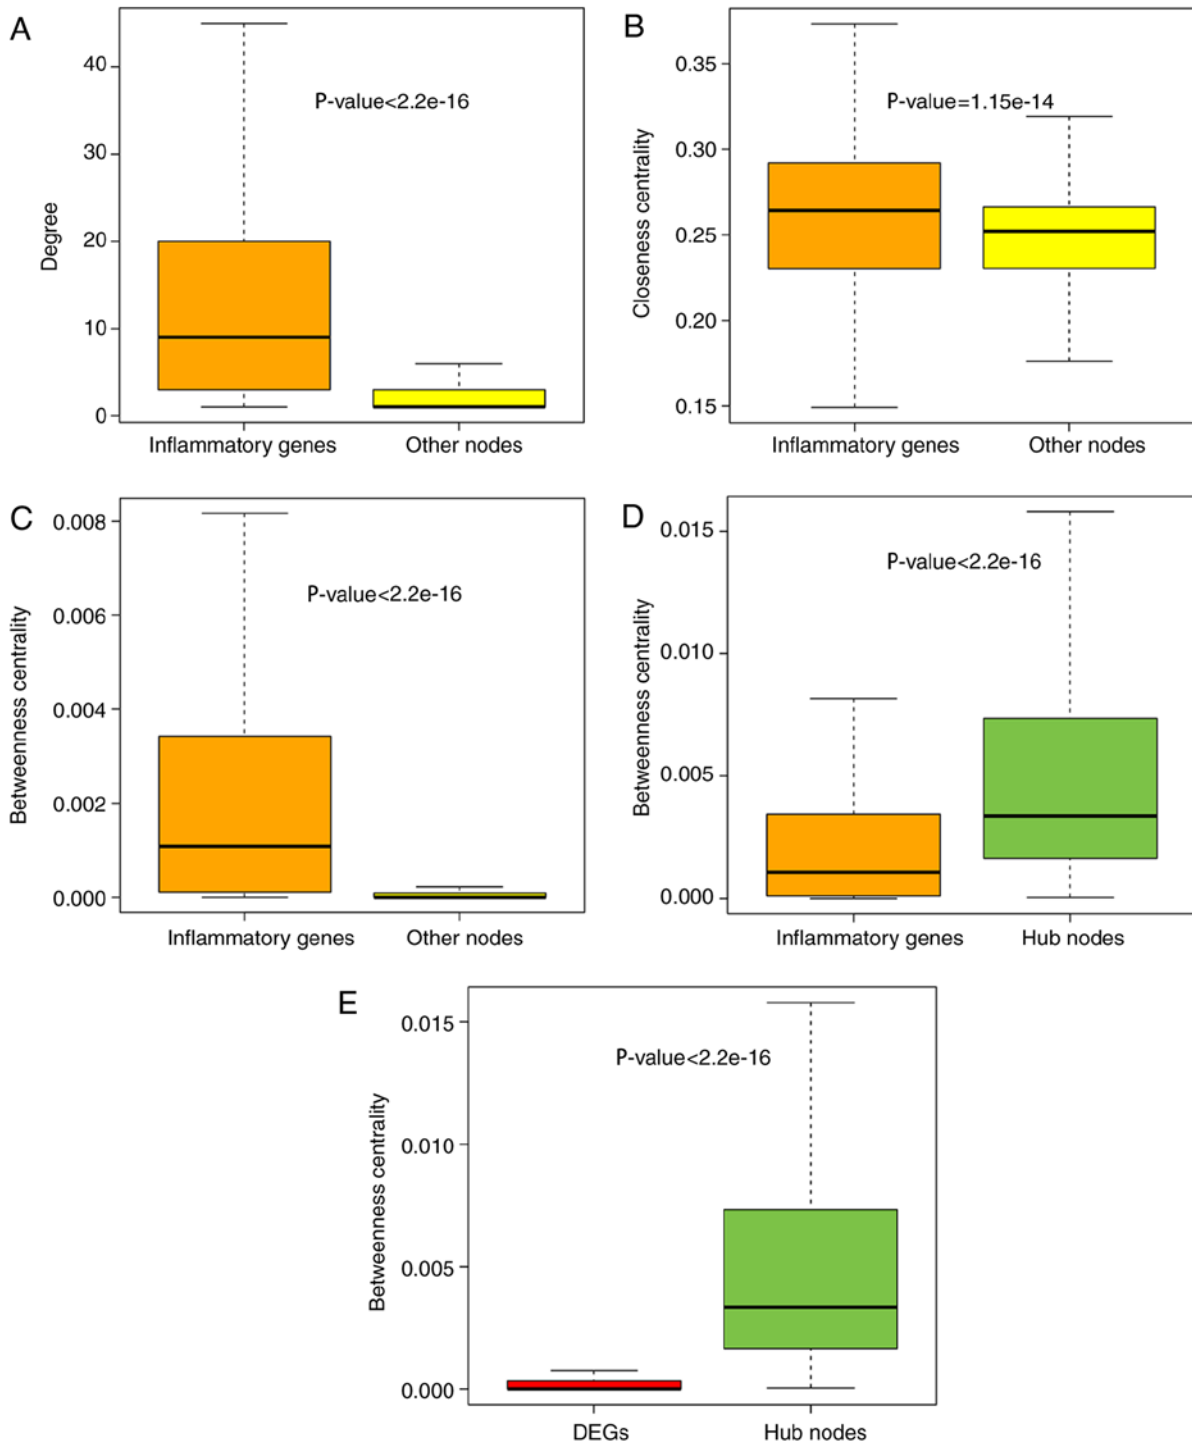 A
Degree
40
30
20
10
0
P-value<2.2e-16
Inflammatory genes
Other nodes
B
Closeness centrality
0.35
0.30
0.25
0.20
0.15
P-value=1.15e-14
Inflammatory genes
Other nodes
C
Betweenness centrality
0.008
0.006
0.004
0.002
0.000
P-value<2.2e-16
Inflammatory genes
Other nodes
D
Betweenness centrality
0.015
0.010
0.005
0.000
P-value<2.2e-16
Inflammatory genes
Hub nodes
E
Betweenness centrality
0.015
0.010
0.005
0.000
P-value<2.2e-16
DEGs
Hub nodes